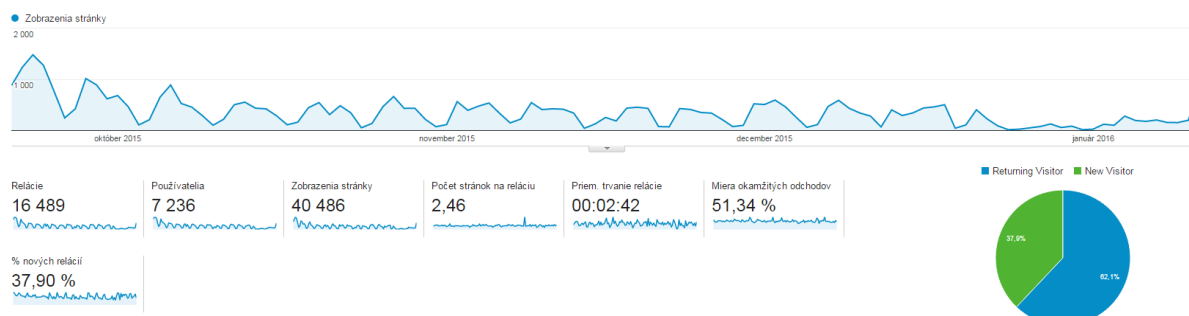 Zobrazenia stránky
2 000
1 000
október 2015
november 2015
december 2015
január 2016
Returning Visitor
New Visitor
Relácie
16 489
Používatelia
7 236
Zobrazenia stránky
40 486
Počet stránok na reláciu
2,46
Priem. trvanie relácie
00:02:42
Miera okamžitých odchodov
51,34 %
% nových relácií
37,90 %
37,9%
62,1%